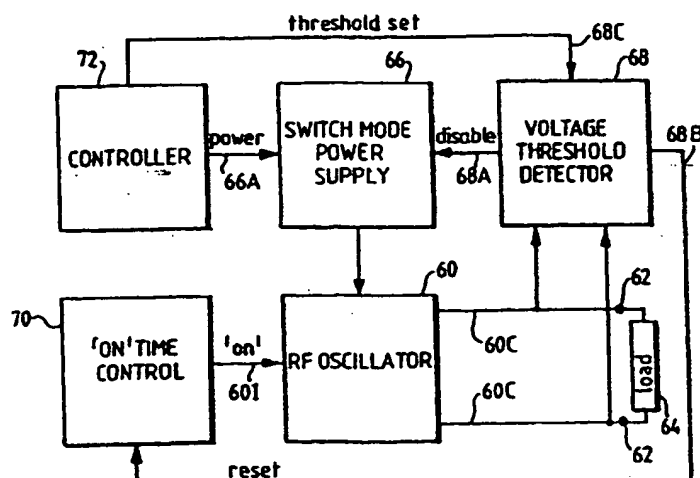 threshold set
68C
72
66
68
CONTROLLER
power
66A
SWITCH MODE
POWER
SUPPLY
disable
68A
VOLTAGE
THRESHOLD
DETECTOR
68B
70
'ON' TIME
CONTROL
'on'
60I
60
RF OSCILLATOR
60C
60C
62
62
load
64
reset